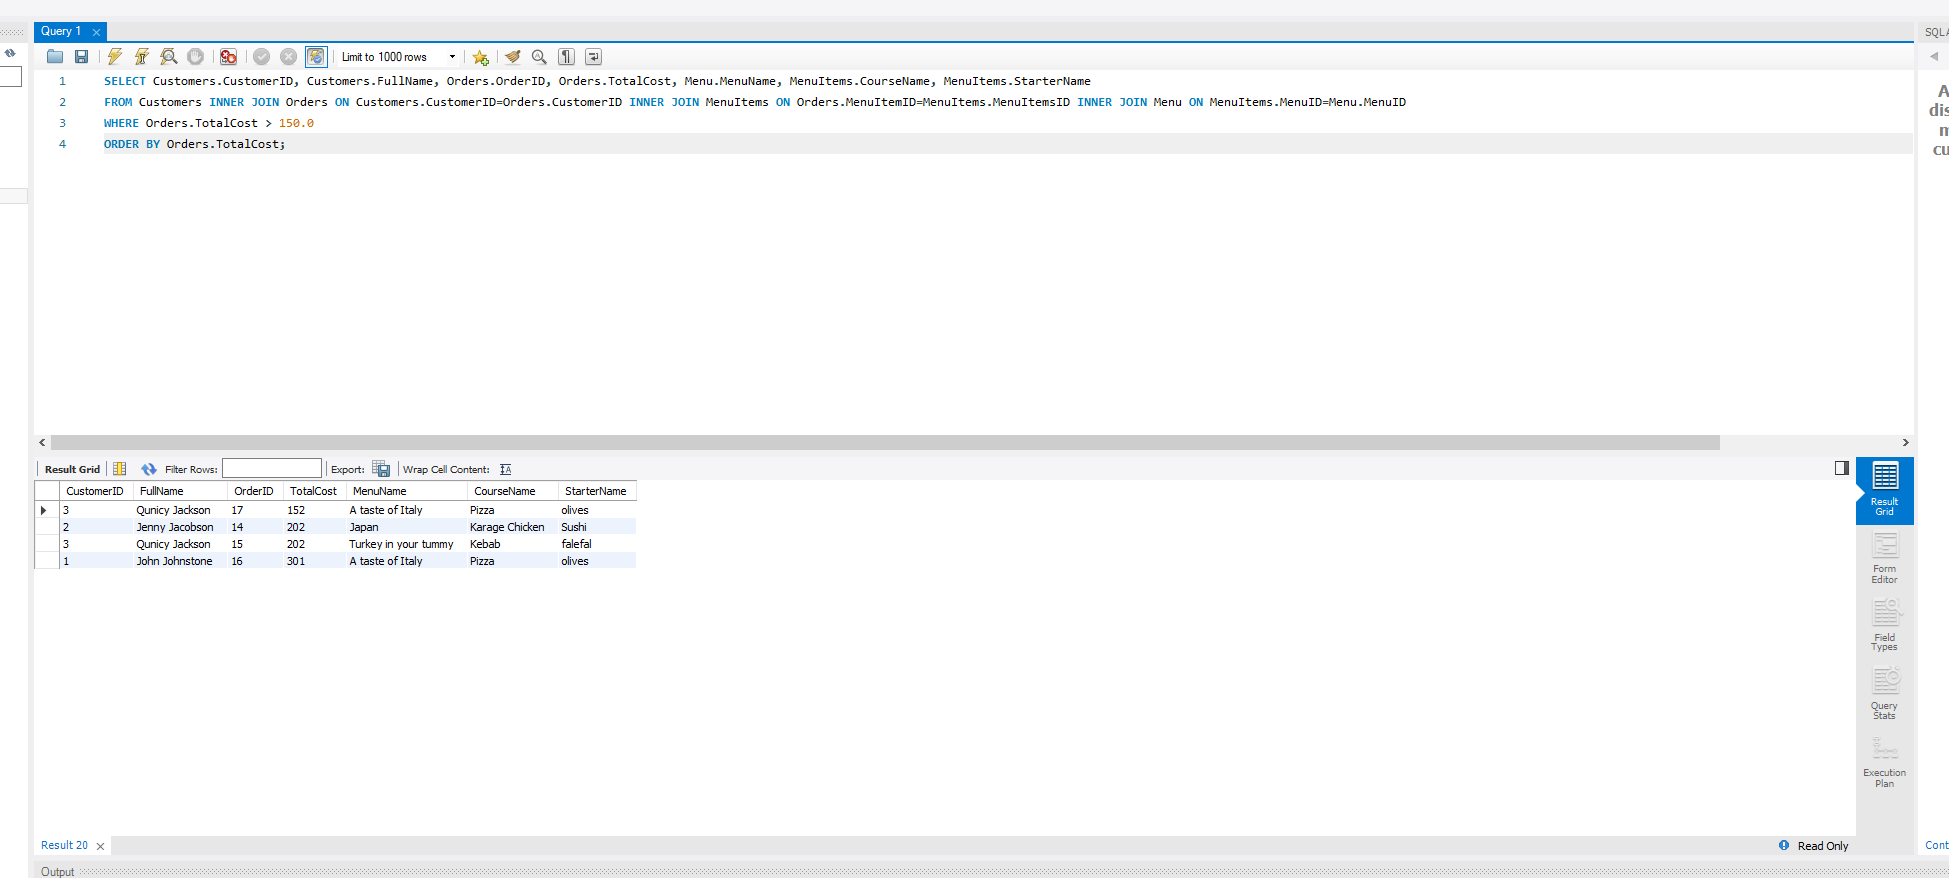 Query 1
SQLA
Limit to 1000 rows
1 SELECT Customers.CustomerID, Customers.FullName, Orders.OrderID, Orders.TotalCost, Menu.MenuName, MenuItems.CourseName, MenuItems.StarterName
2 FROM Customers INNER JOIN Orders ON Customers.CustomerID=Orders.CustomerID INNER JOIN MenuItems ON Orders.MenuItemID=MenuItems.MenuItemsID INNER JOIN Menu ON MenuItems.MenuID=Menu.MenuID
3 WHERE Orders.TotalCost > 150.0
4 ORDER BY Orders.TotalCost;
A
dis
m
cu
Result Grid Filter Rows: Export: Wrap Cell Content:
CustomerID FullName OrderID TotalCost MenuName CourseName StarterName
3 Qunicy Jackson 17 152 A taste of Italy Pizza olives
2 Jenny Jacobson 14 202 Japan Karage Chicken Sushi
3 Qunicy Jackson 15 202 Turkey in your tummy Kebab falefal
1 John Johnstone 16 301 A taste of Italy Pizza olives
Result
Grid
Form
Editor
Field
Types
Query
Stats
Execution
Plan
Result 20
Read Only
Cont
Output